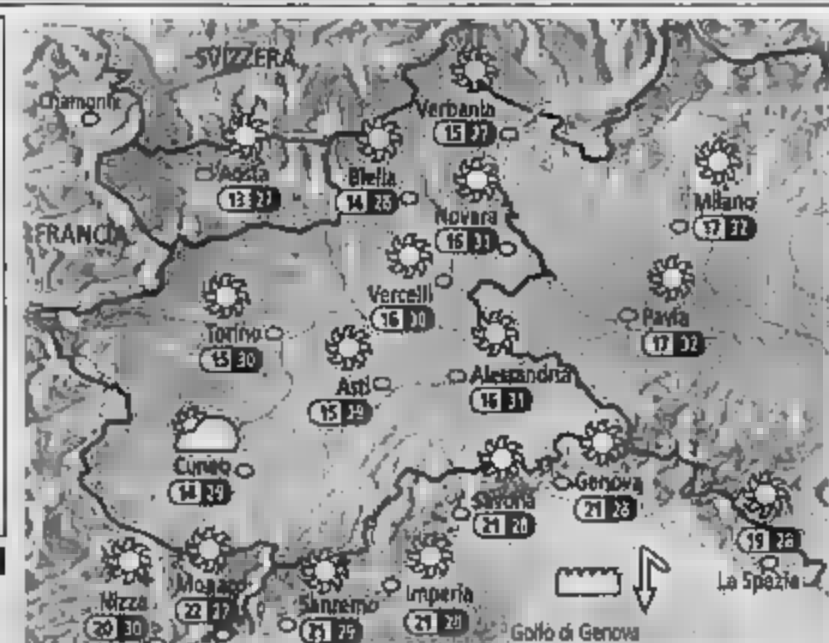 SVIZZERA
Chamonix
Verbania
15 27
Aosta
13 27
Biella
14 28
Milano
17 32
Novara
16 31
FRANCIA
Vercelli
16 30
Pavia
17 32
Torino
15 30
Asti
15 29
Alessandria
16 31
Cuneo
14 29
Savona
21 28
Genova
21 26
19 28
La Spezia
Nizza
20 30
Monaco
22 27
Sanremo
21 29
Imperia
21 28
Golfo di Genova